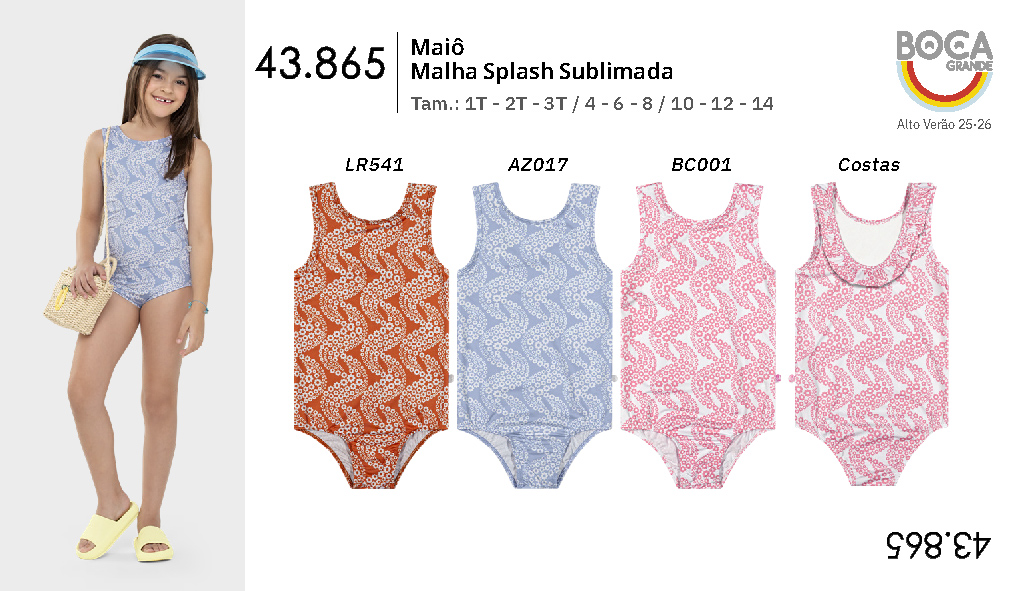 43.865
Maiô
Malha Splash Sublimada
Tam.: 1T - 2T - 3T / 4 - 6 - 8 / 10 - 12 - 14
BOCA
GRANDE
Alto Verão 25-26
LR541
AZ017
BC001
Costas
43.865